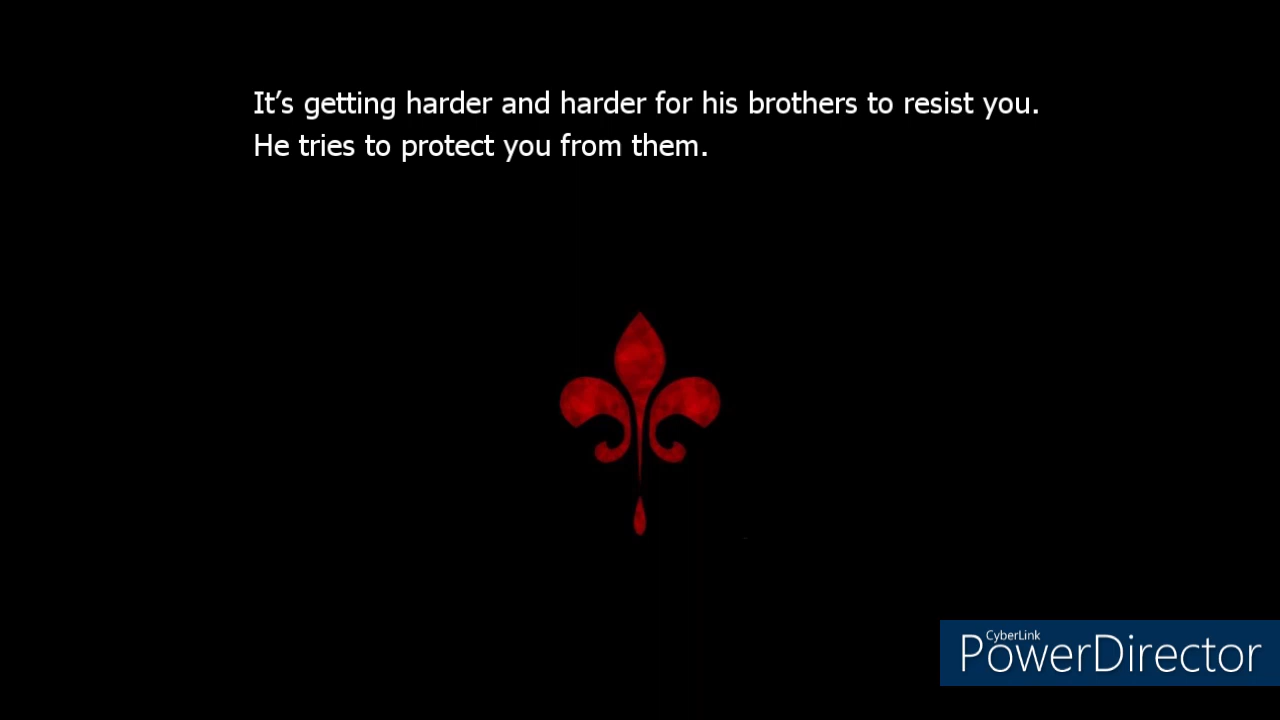 It’s getting harder and harder for his brothers to resist you.
He tries to protect you from them.
CyberLink
PowerDirector